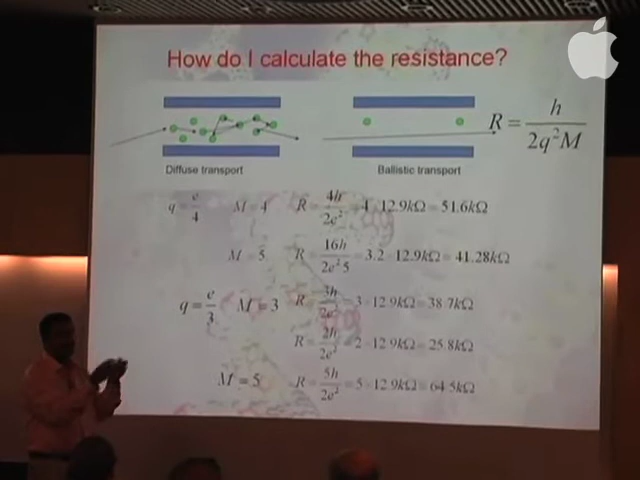 How do I calculate the resistance?
R = h / 2q²M
Diffuse transport
Ballistic transport
q = e/4 M = 4 R = 4h/2e² = 4 · 12.9kΩ = 51.6kΩ
M = 5 R = 16h/2e²5 = 3.2 · 12.9kΩ = 41.28kΩ
q = e/3 M = 3 R = 3h/2e² = 3 · 12.9kΩ = 38.7kΩ
R = 2h/2e² = 2 · 12.9kΩ = 25.8kΩ
M = 5 R = 5h/2e² = 5 · 12.9kΩ = 64.5kΩ